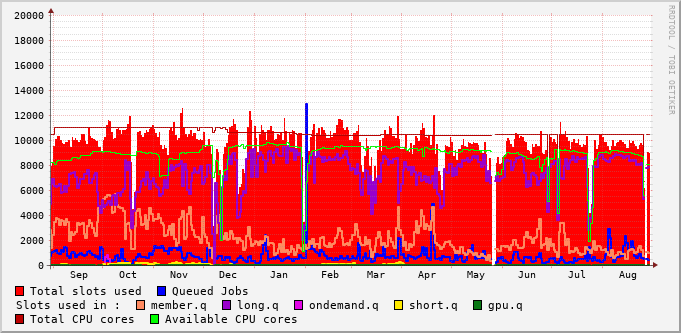 RRDTOOL / TOBI OETIKER
20000
18000
16000
14000
12000
10000
8000
6000
4000
2000
0
Sep Oct Nov Dec Jan Feb Mar Apr May Jun Jul Aug
Total slots used Queued Jobs
Slots used in : member.q long.q ondemand.q short.q gpu.q
Total CPU cores Available CPU cores